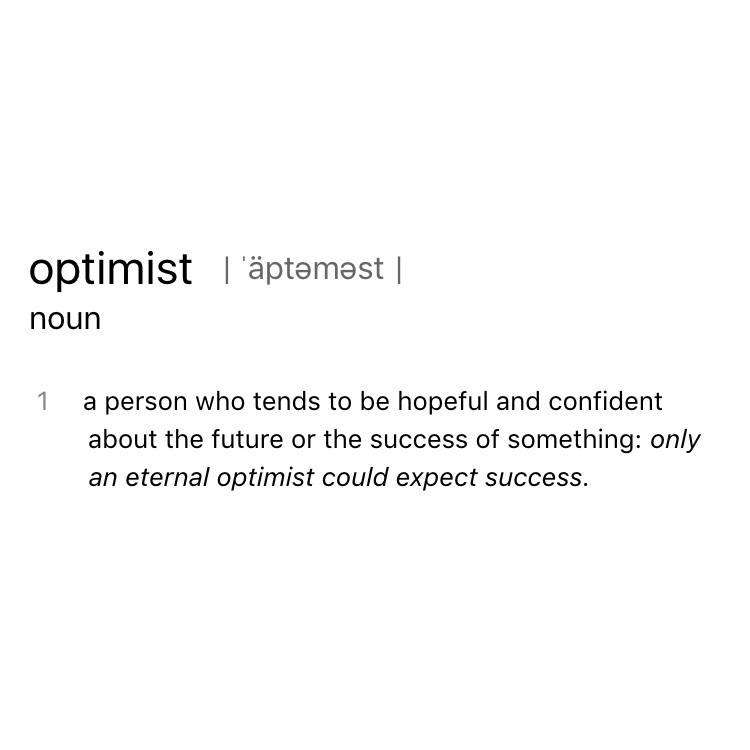 optimist | ˈäptəməst |
noun
1 a person who tends to be hopeful and confident
about the future or the success of something: only
an eternal optimist could expect success.